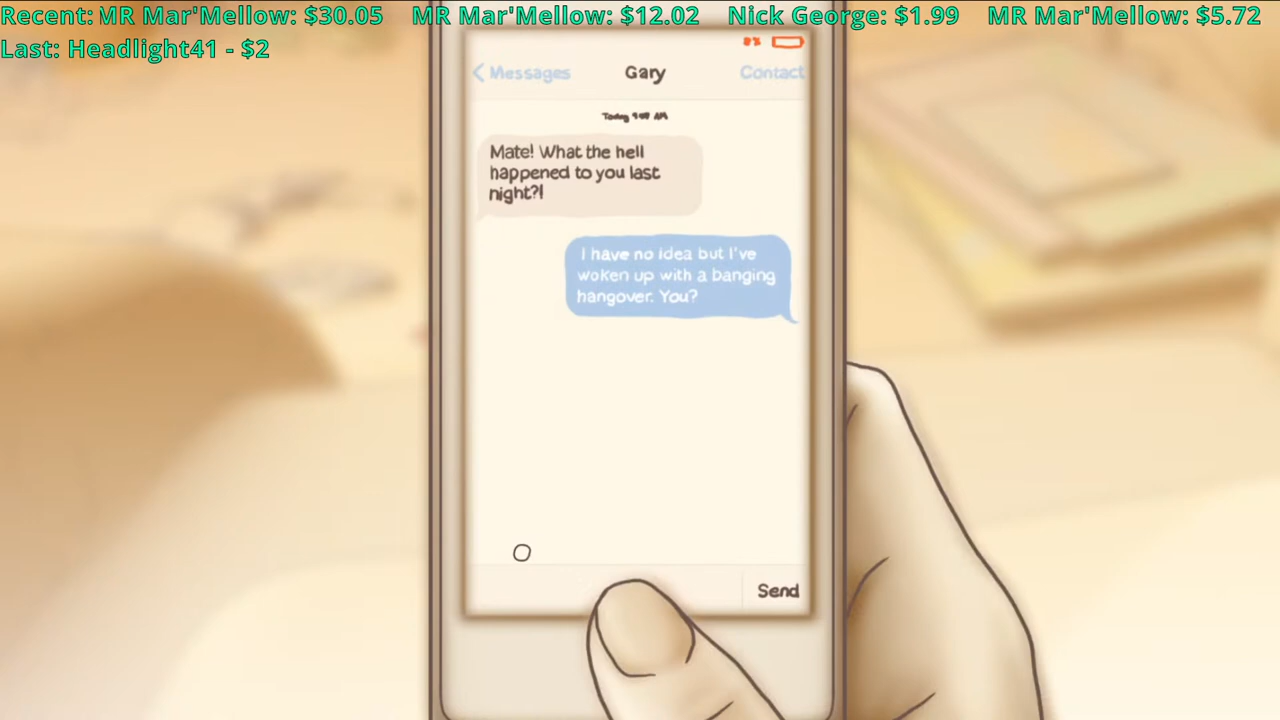 Recent: MR Mar'Mellow: $30.05 MR Mar'Mellow: $12.02 Nick George: $1.99 MR Mar'Mellow: $5.72
Last: Headlight41 - $2
Messages Gary Contact
Today AM
Mate! What the hell
happened to you last
night?!
I have no idea but I've
woken up with a banging
hangover. You?
Send